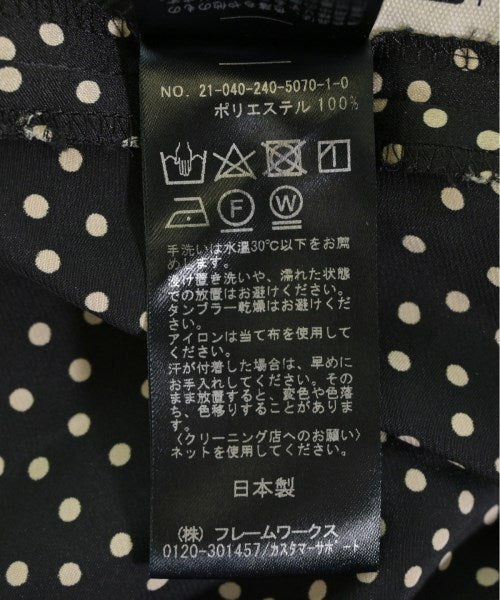 NO. 21-040-240-5070-1-0
ポリエステル 100%
F W
手洗いは水温30℃以下をお薦
めします。
浸け置き洗いや、濡れた状態
での放置はお避けください。
タンブラー乾燥はお避けください。
アイロンは当て布を使用して
ください。
汗が付着した場合は、早めに
お手入れしてください。その
まま放置すると、変色や色落
ち、色移りすることがありま
す。
〈クリーニング店へのお願い〉
ネットを使用してください。
日本製
(株) フレームワークス
0120-301457/カスタマーサポート